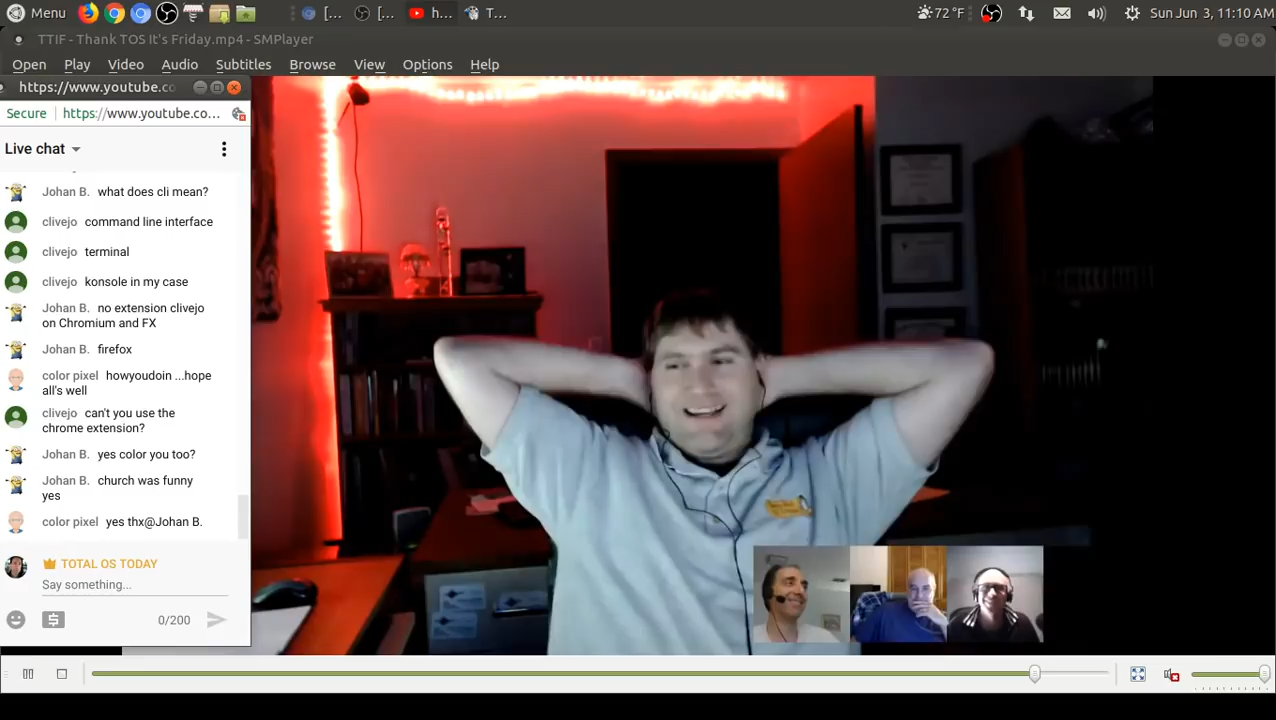 Menu [... [... h... T... 72 °F Sun Jun 3, 11:10 AM
TTIF - Thank TOS It's Friday.mp4 - SMPlayer
Open Play Video Audio Subtitles Browse View Options Help
https://www.youtube.co
Secure https://www.youtube.co...
Live chat
Johan B. what does cli mean?
clivejo command line interface
clivejo terminal
clivejo konsole in my case
Johan B. no extension clivejo
on Chromium and FX
Johan B. firefox
color pixel howyoudoin ...hope
all's well
clivejo can't you use the
chrome extension?
Johan B. yes color you too?
Johan B. church was funny
yes
color pixel yes thx@Johan B.
TOTAL OS TODAY
Say something...
0/200